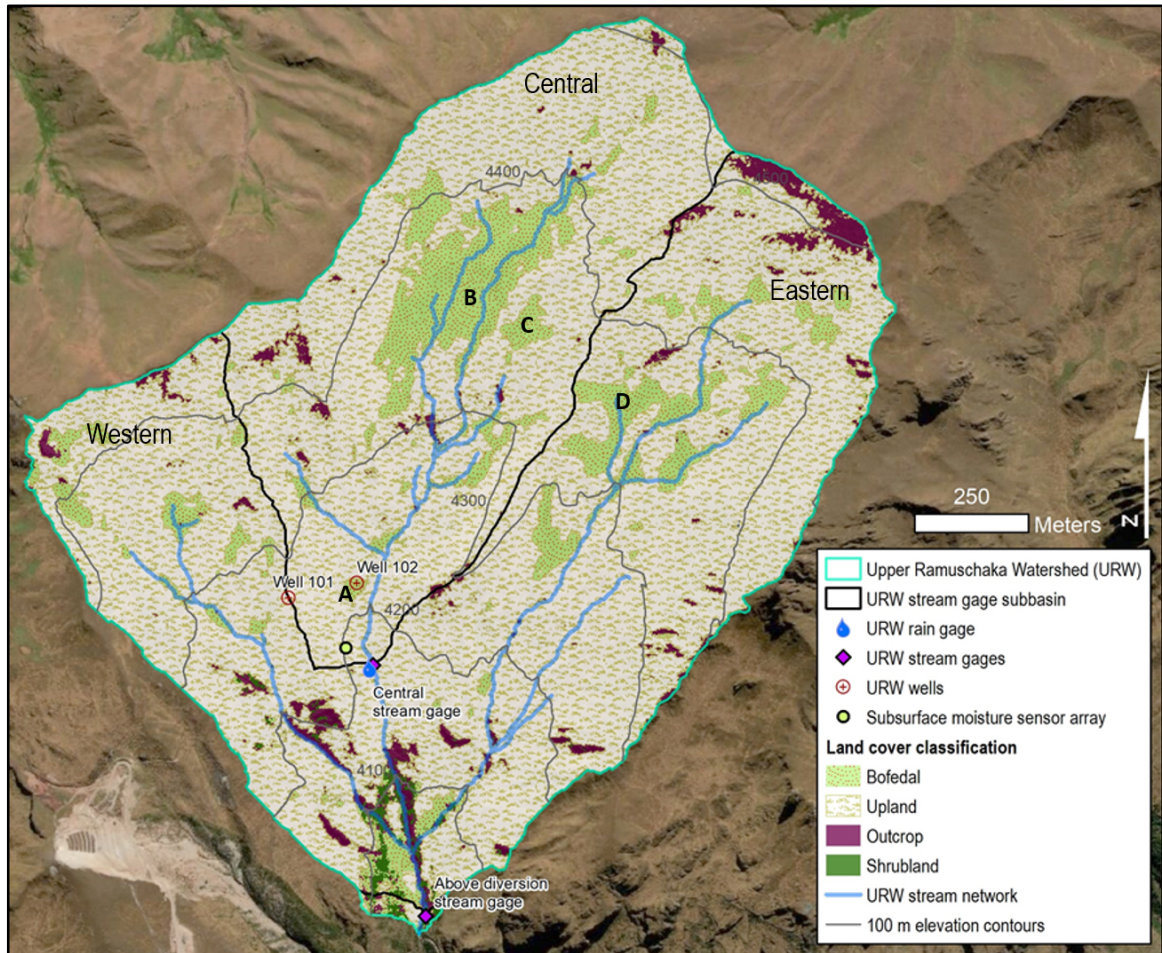 Central
4400
4500
Eastern
B
C
D
Western
4300
250
Meters
N
Well 101
Well 102
A
4200
Central
stream gage
4100
Above diversion
stream gage
Upper Ramuschaka Watershed (URW)
URW stream gage subbasin
URW rain gage
URW stream gages
URW wells
Subsurface moisture sensor array
Land cover classification
Bofedal
Upland
Outcrop
Shrubland
URW stream network
100 m elevation contours